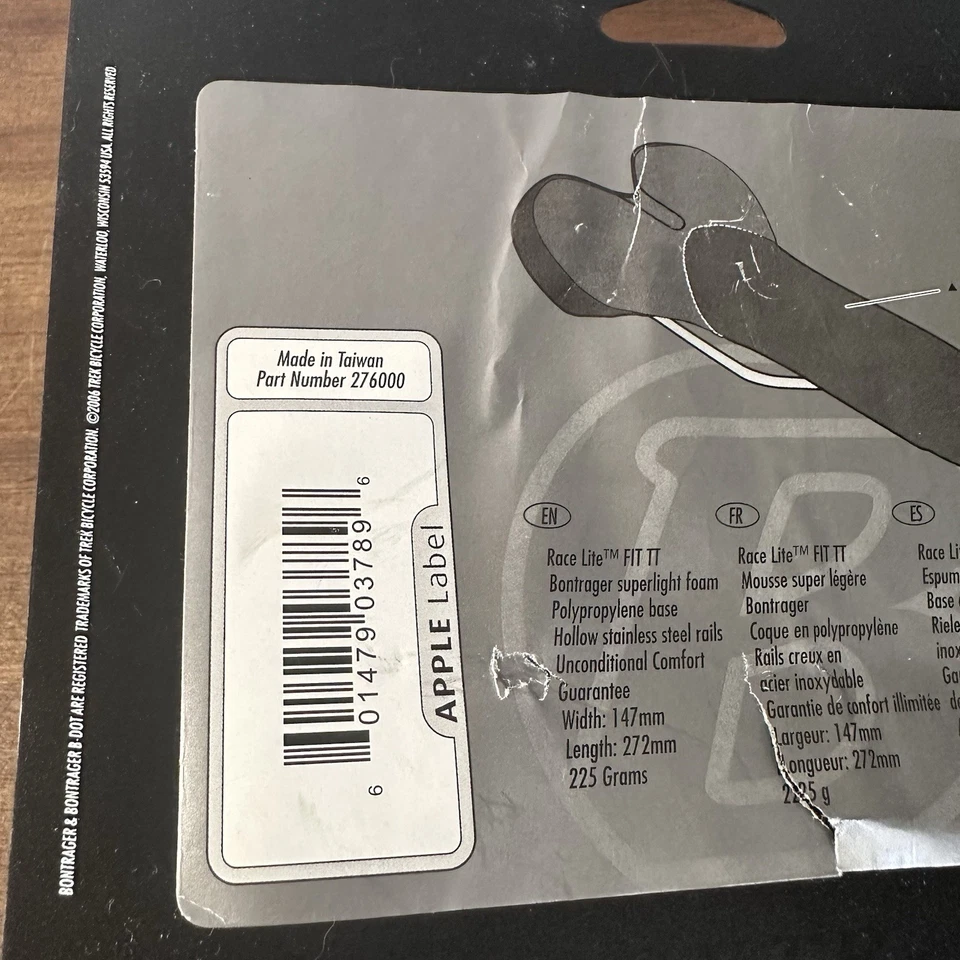 BONTRAGER & BONTRAGER B-DOT ARE REGISTERED TRADEMARKS OF TREK BICYCLE CORPORATION. ©2006 TREK BICYCLE CORPORATION, WATERLOO, WISCONSIN 53594 USA. ALL RIGHTS RESERVED.
Made in Taiwan
Part Number 276000
6 01479 03789 6
APPLE Label
EN
Race Lite™ FIT TT
Bontrager superlight foam
Polypropylene base
Hollow stainless steel rails
Unconditional Comfort
Guarantee
Width: 147mm
Length: 272mm
225 Grams
FR
Race Lite™ FIT TT
Mousse super légère
Bontrager
Coque en polypropylène
Rails creux en
acier inoxydable
Garantie de confort illimitée
Largeur: 147mm
Longueur: 272mm
225 g
ES
Race
Base